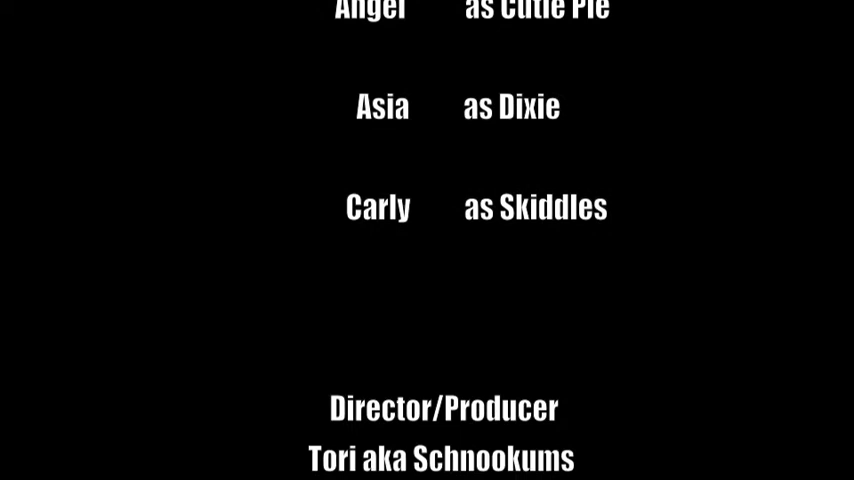 Angel as Cutie Pie
Asia as Dixie
Carly as Skiddles
Director/Producer
Tori aka Schnookums